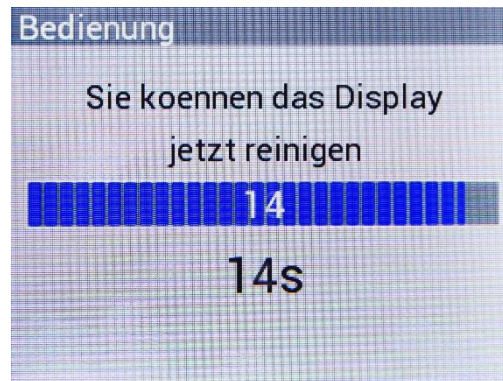 Bedienung
Sie koennen das Display
jetzt reinigen
14
14s